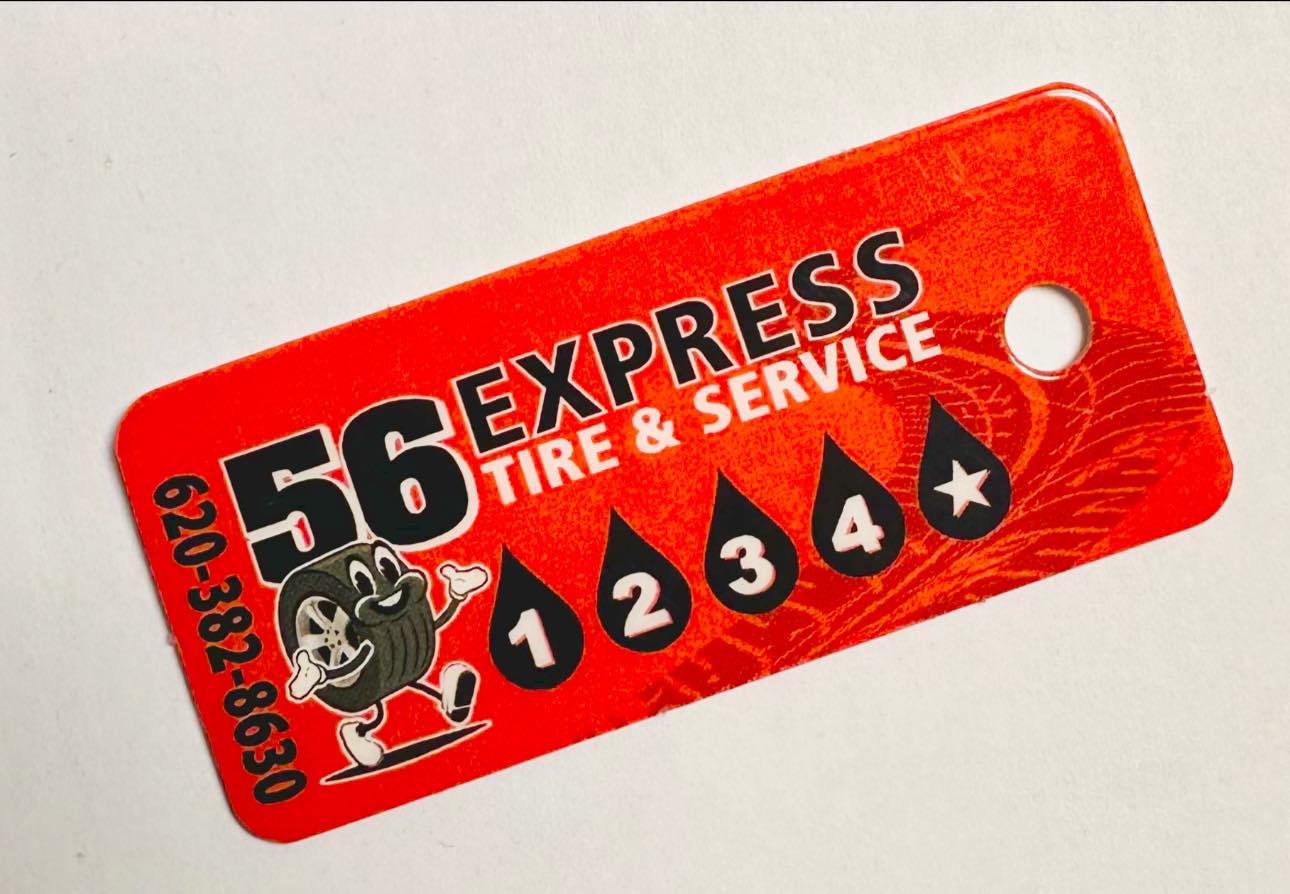 56 EXPRESS
TIRE & SERVICE
1 2 3 4
620-382-8630